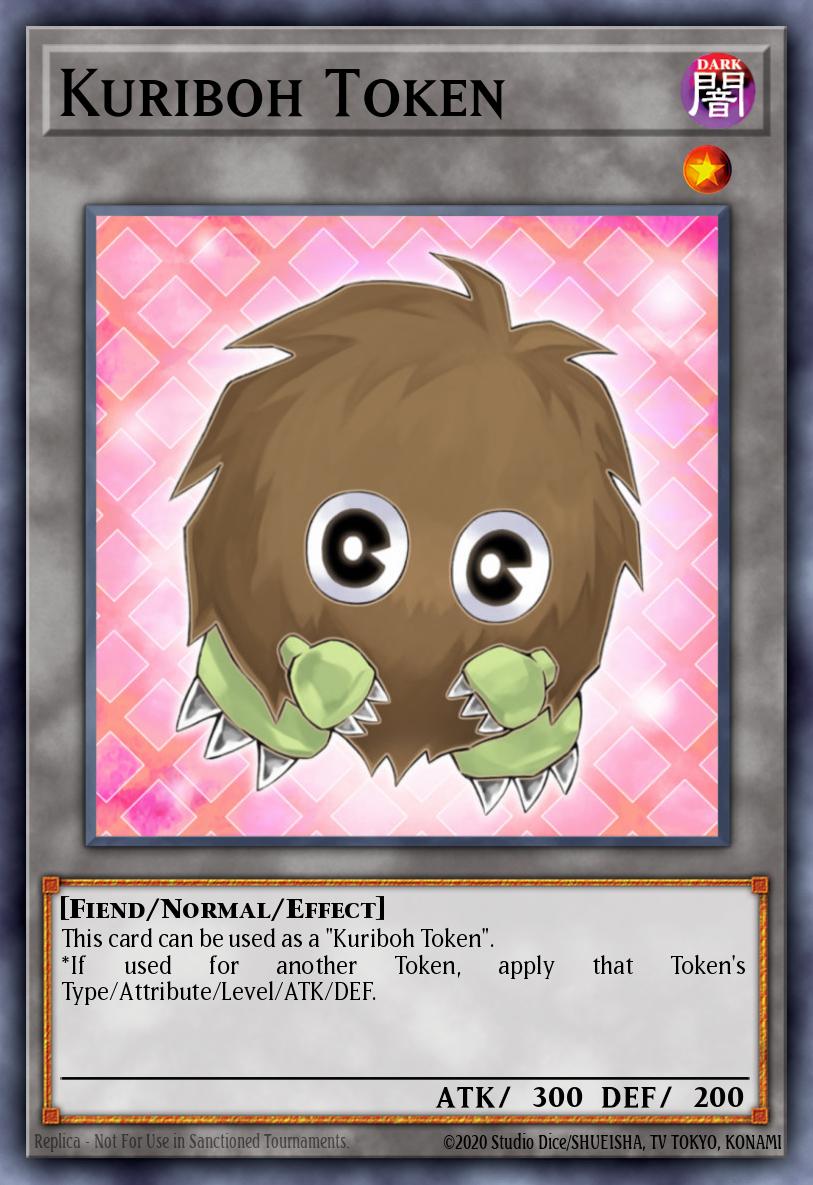 Kuriboh Token
DARK
闇
[Fiend/Normal/Effect]
This card can be used as a "Kuriboh Token".
*If used for another Token, apply that Token's
Type/Attribute/Level/ATK/DEF.
ATK/ 300 DEF/ 200
Replica - Not For Use in Sanctioned Tournaments.
©2020 Studio Dice/SHUEISHA, TV TOKYO, KONAMI